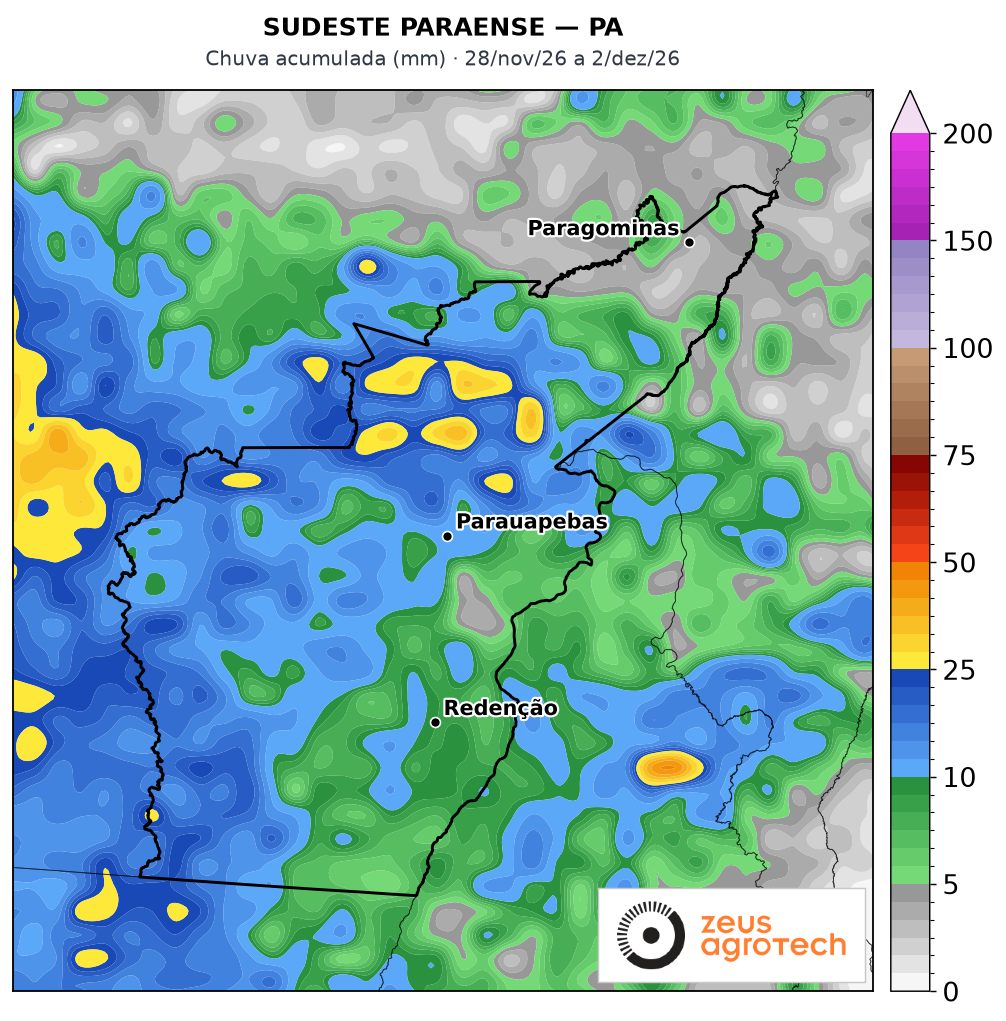 SUDESTE PARAENSE — PA
Chuva acumulada (mm) · 28/nov/26 a 2/dez/26
Paragominas
Parauapebas
Redenção
200
150
100
75
50
25
10
5
0
zeus
agrotech